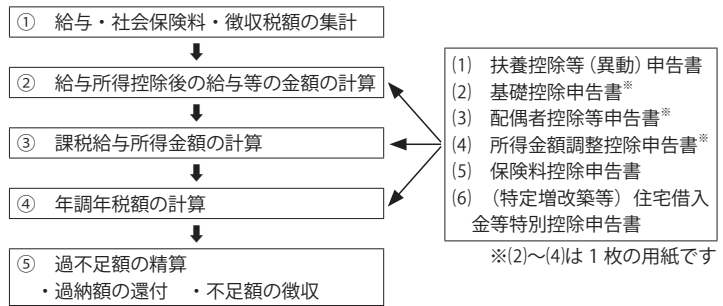 ① 給与・社会保険料・徴収税額の集計
② 給与所得控除後の給与等の金額の計算
③ 課税給与所得金額の計算
④ 年調年税額の計算
⑤ 過不足額の精算
・過納額の還付 ・不足額の徴収
⑴ 扶養控除等(異動)申告書
⑵ 基礎控除申告書※
⑶ 配偶者控除等申告書※
⑷ 所得金額調整控除申告書※
⑸ 保険料控除申告書
⑹ (特定増改築等)住宅借入
金等特別控除申告書
※⑵〜⑷は1枚の用紙です